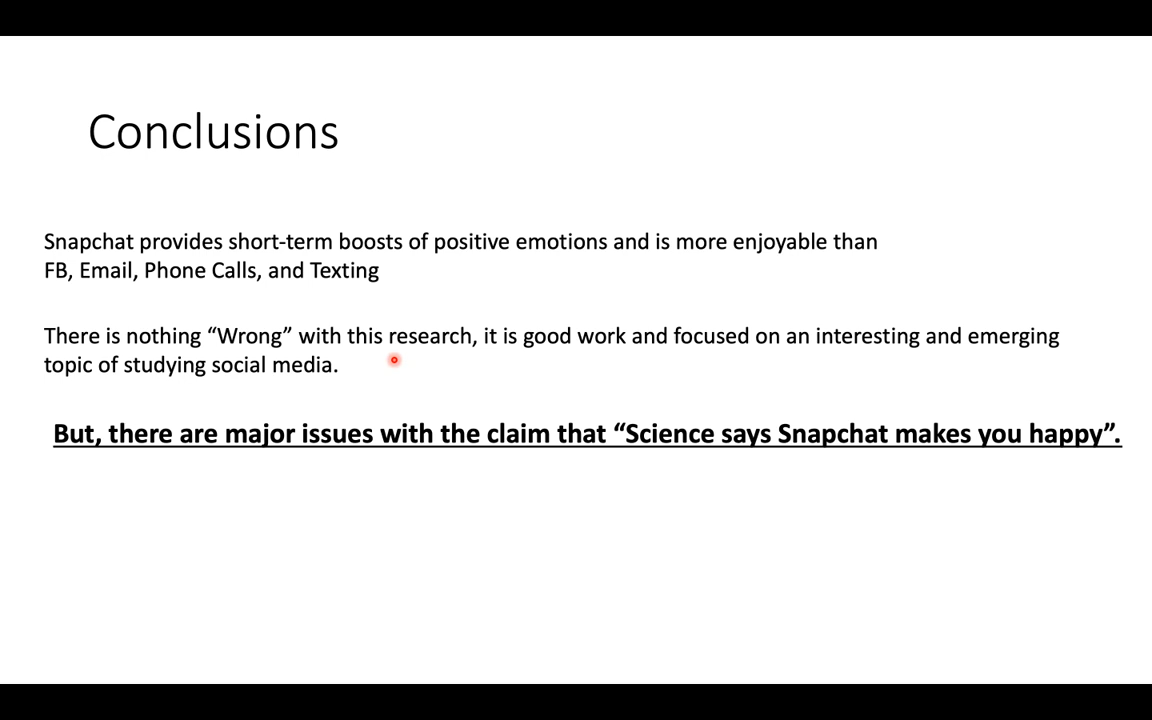 Conclusions
Snapchat provides short-term boosts of positive emotions and is more enjoyable than
FB, Email, Phone Calls, and Texting
There is nothing “Wrong” with this research, it is good work and focused on an interesting and emerging
topic of studying social media.
But, there are major issues with the claim that “Science says Snapchat makes you happy”.